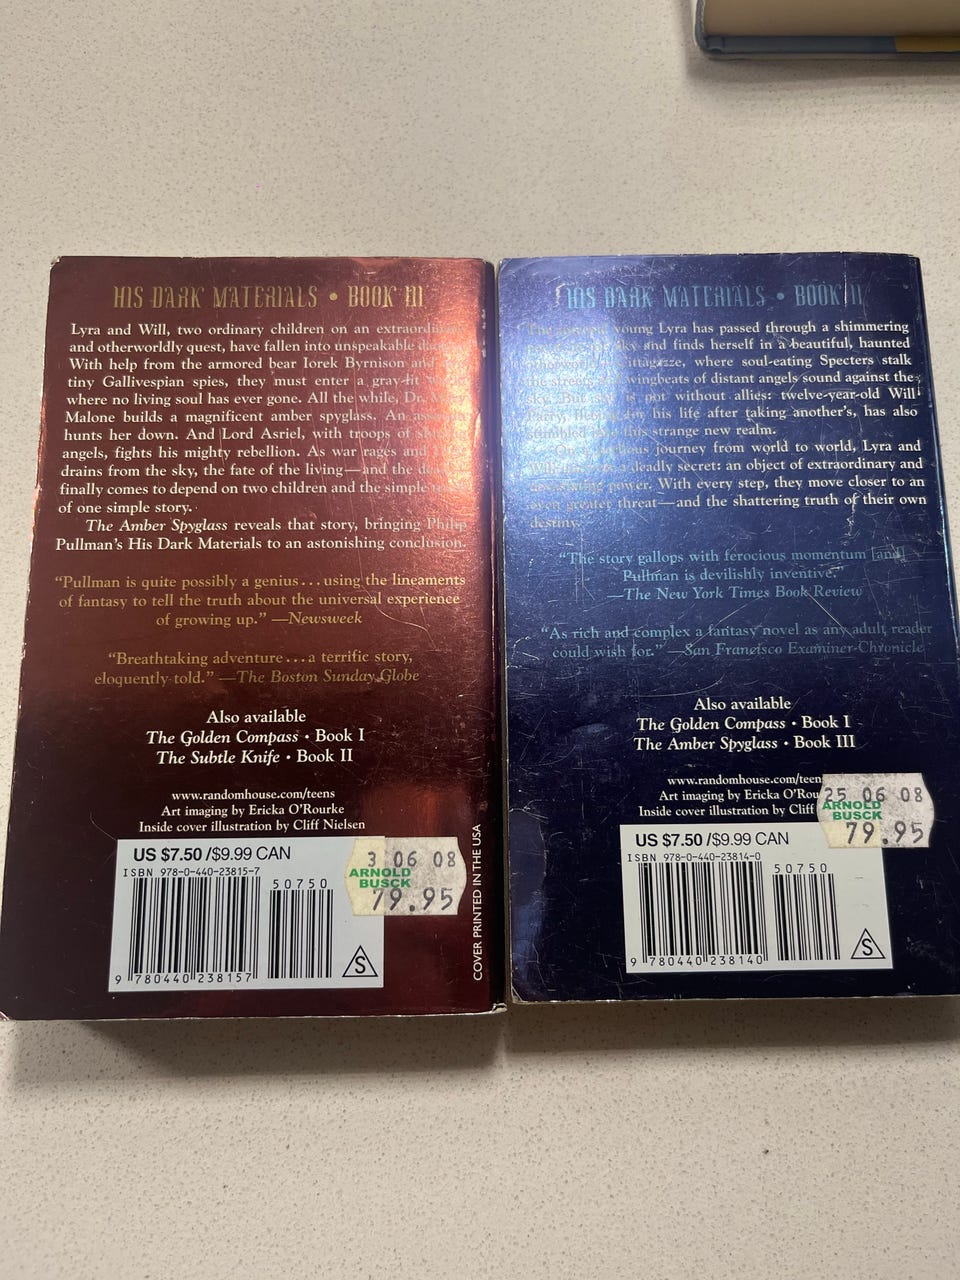 HIS DARK MATERIALS • BOOK III
Lyra and Will, two ordinary children on an
and otherworldly quest, have fallen into unspeakable
With help from the armored bear Iorek Byrnison and
tiny Gallivespian spies, they must enter a gray-lit
where no living soul has ever gone. All the while, Dr.
Malone builds a magnificent amber spyglass. An
hunts her down. And Lord Asriel, with troops of
angels, fights his mighty rebellion. As war rages and
drains from the sky, the fate of the living—and the
finally comes to depend on two children and the simple
of one simple story.
The Amber Spyglass reveals that story, bringing Philip
Pullman's His Dark Materials to an astonishing conclusion.
“Pullman is quite possibly a genius...using the lineaments
of fantasy to tell the truth about the universal experience
of growing up.” —Newsweek
“Breathtaking adventure...a terrific story,
eloquently told.” —The Boston Sunday Globe
Also available
The Golden Compass • Book I
The Subtle Knife • Book II
www.randomhouse.com/teens
Art imaging by Ericka O'Rourke
Inside cover illustration by Cliff Nielsen
US $7.50 /$9.99 CAN
ISBN 978-0-440-23815-7
50750
9 780440 238157
S
3 06 08
ARNOLD
BUSCK
79.95
COVER PRINTED IN THE USA
HIS DARK MATERIALS • BOOK II
young Lyra has passed through a shimmering
sky and finds herself in a beautiful, haunted
where soul-eating Specters stalk
the streets, and wingbeats of distant angels sound against the
sky. But she is not without allies: twelve-year-old Will
for his life after taking another's, has also
stumbled this strange new realm.
journey from world to world, Lyra and
Will a deadly secret: an object of extraordinary and
power. With every step, they move closer to an
even greater threat—and the shattering truth of their own
destiny.
“The story gallops with ferocious momentum [and]
Pullman is devilishly inventive.”
—The New York Times Book Review
“As rich and complex a fantasy novel as any adult reader
could wish for.” —San Francisco Examiner-Chronicle
Also available
The Golden Compass • Book I
The Amber Spyglass • Book III
www.randomhouse.com/teens
Art imaging by Ericka O'Rou
Inside cover illustration by Cliff
25 06 08
ARNOLD
BUSCK
79.95
US $7.50 /$9.99 CAN
ISBN 978-0-440-23814-0
50750
9 780440 238140
S